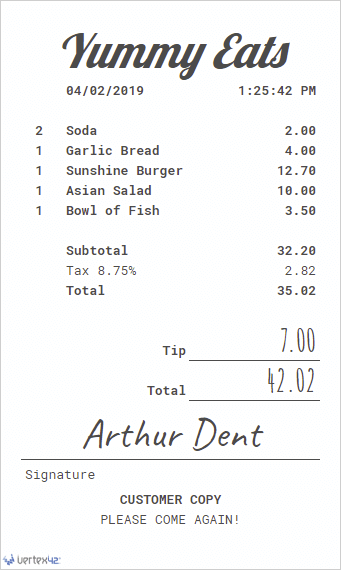 Yummy Eats
04/02/2019 1:25:42 PM
2 Soda 2.00
1 Garlic Bread 4.00
1 Sunshine Burger 12.70
1 Asian Salad 10.00
1 Bowl of Fish 3.50
Subtotal 32.20
Tax 8.75% 2.82
Total 35.02
Tip 7.00
Total 42.02
Arthur Dent
Signature
CUSTOMER COPY
PLEASE COME AGAIN!
vertex42